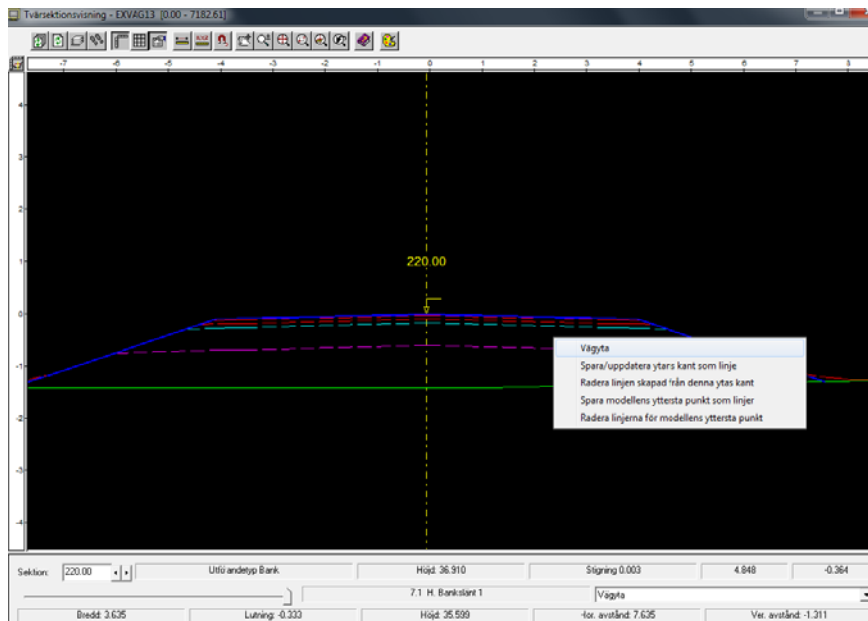 Tvärsektionsvisning - EXVAG13 [0.00 - 7182.61]
-7 -6 -5 -4 -3 -2 -1 0 1 2 3 4 5 6 7 8
4
3
2
1
0
-1
-2
-3
-4
220.00
Vägyta
Spara/uppdatera ytars kant som linje
Radera linjen skapad från denna ytas kant
Spara modellens yttersta punkt som linjer
Radera linjerna för modellens yttersta punkt
Sektion: 220.00 Utförandetyp Bank Höjd: 36.910 Stigning 0.003 4.848 -0.364
7.1 H. Bankslänt 1 Vägyta
Bredd: 3.635 Lutning: -0.333 Höjd: 35.599 Hor. avstånd: 7.635 Ver. avstånd: -1.311